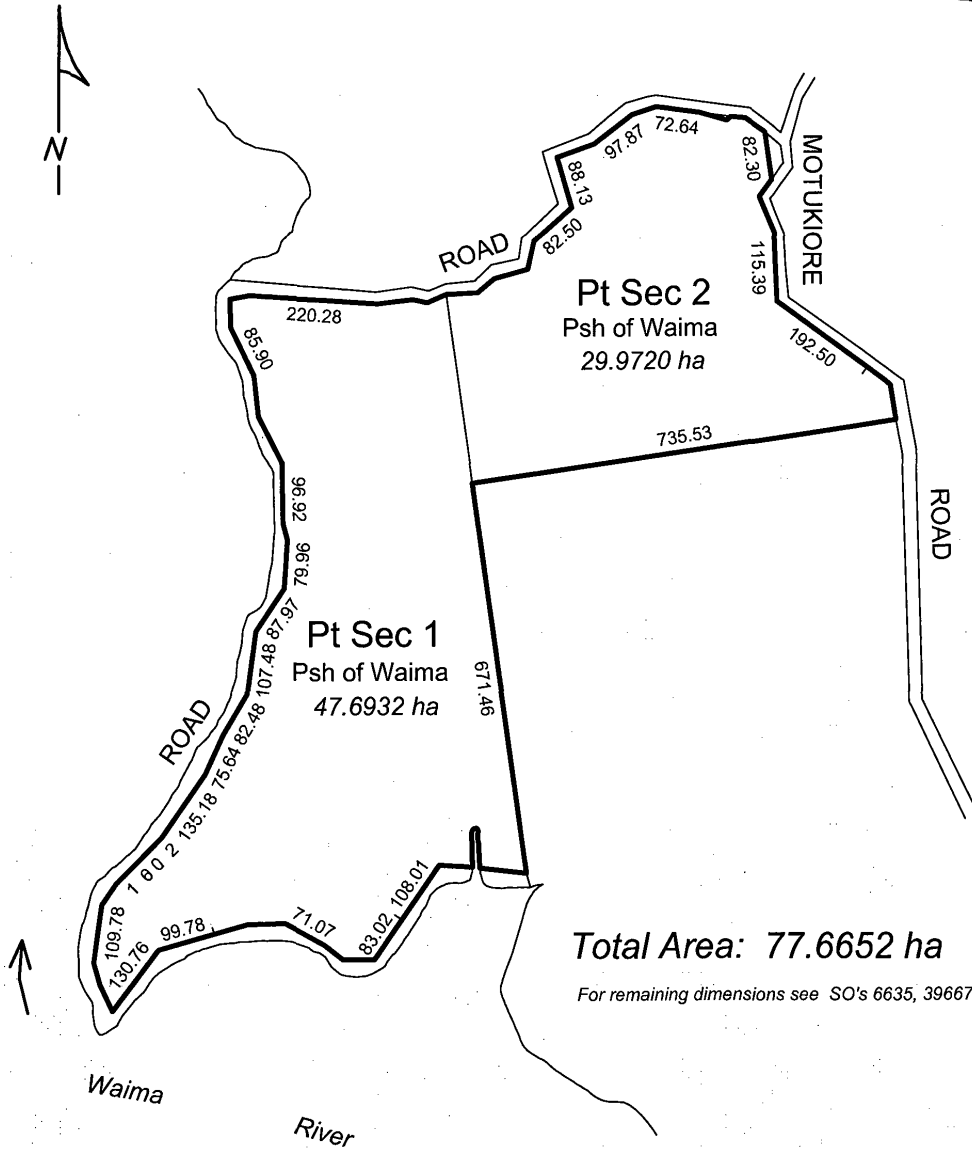 N
72.64
97.87
82.30
MOTUKIORE
88.13
82.50
ROAD
115.39
220.28
Pt Sec 2
Psh of Waima
29.9720 ha
192.50
85.90
735.53
96.92
ROAD
79.96
87.97
Pt Sec 1
Psh of Waima
47.6932 ha
107.48
671.46
82.48
ROAD
75.64
135.18
160 2
108.01
109.78
71.07
83.02
99.78
130.76
Total Area: 77.6652 ha
For remaining dimensions see SO's 6635, 39667
Waima
River